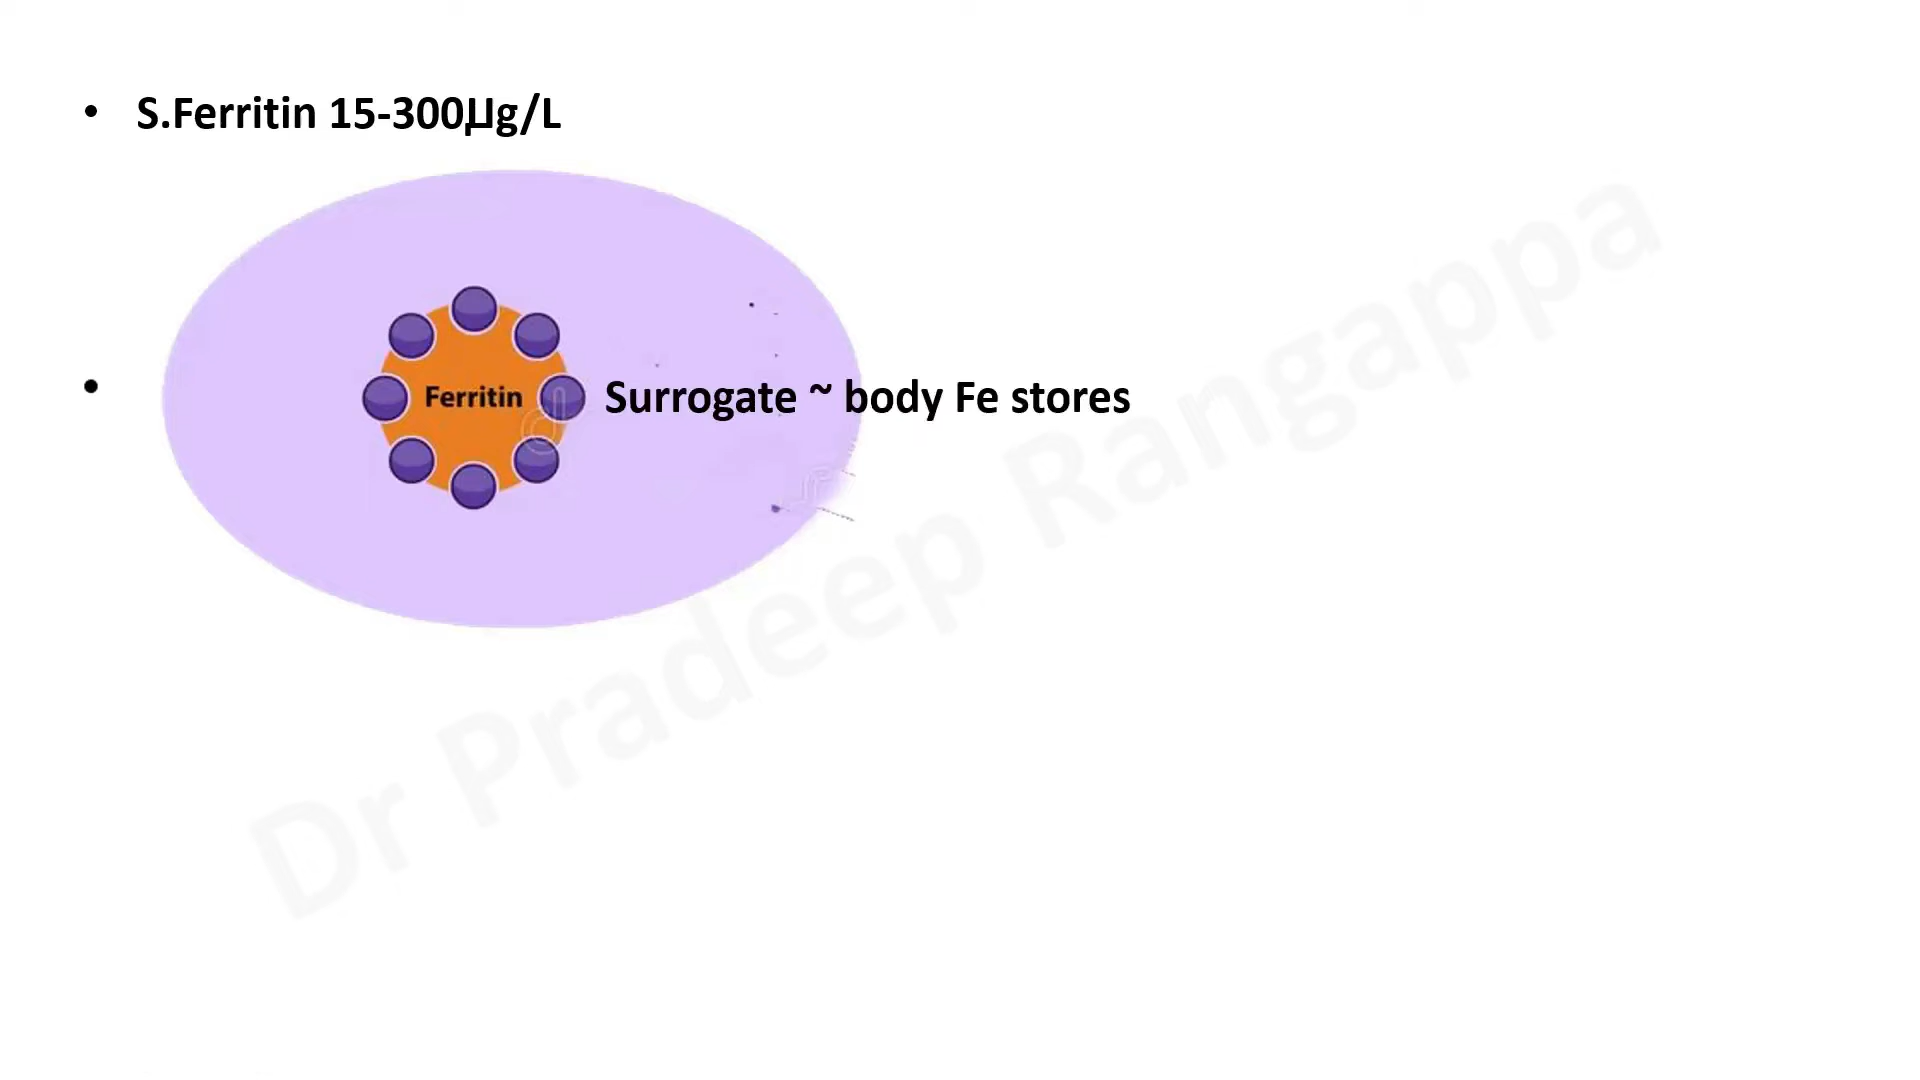 • S.Ferritin 15-300µg/L
Ferritin
• Surrogate ~ body Fe stores
Dr Pradeep Rangappa